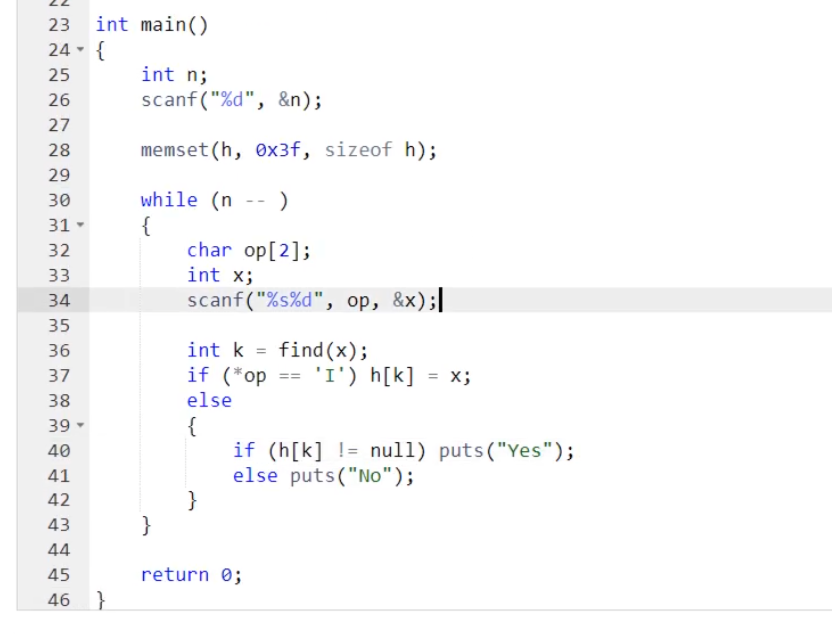 22
23 int main()
24 {
25 int n;
26 scanf("%d", &n);
27
28 memset(h, 0x3f, sizeof h);
29
30 while (n -- )
31 {
32 char op[2];
33 int x;
34 scanf("%s%d", op, &x);
35
36 int k = find(x);
37 if (*op == 'I') h[k] = x;
38 else
39 {
40 if (h[k] != null) puts("Yes");
41 else puts("No");
42 }
43 }
44
45 return 0;
46 }